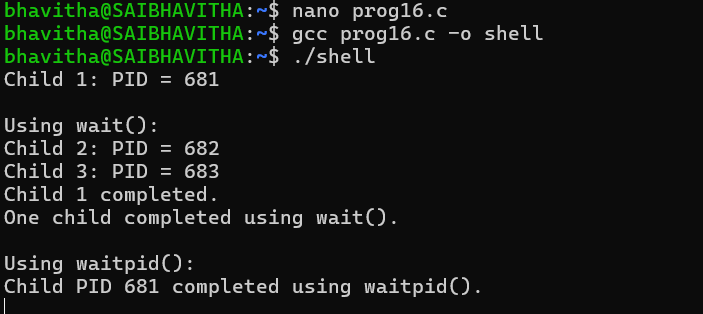 bhavitha@SAIBHAVITHA:~$ nano prog16.c
bhavitha@SAIBHAVITHA:~$ gcc prog16.c -o shell
bhavitha@SAIBHAVITHA:~$ ./shell
Child 1: PID = 681
Using wait():
Child 2: PID = 682
Child 3: PID = 683
Child 1 completed.
One child completed using wait().
Using waitpid():
Child PID 681 completed using waitpid().